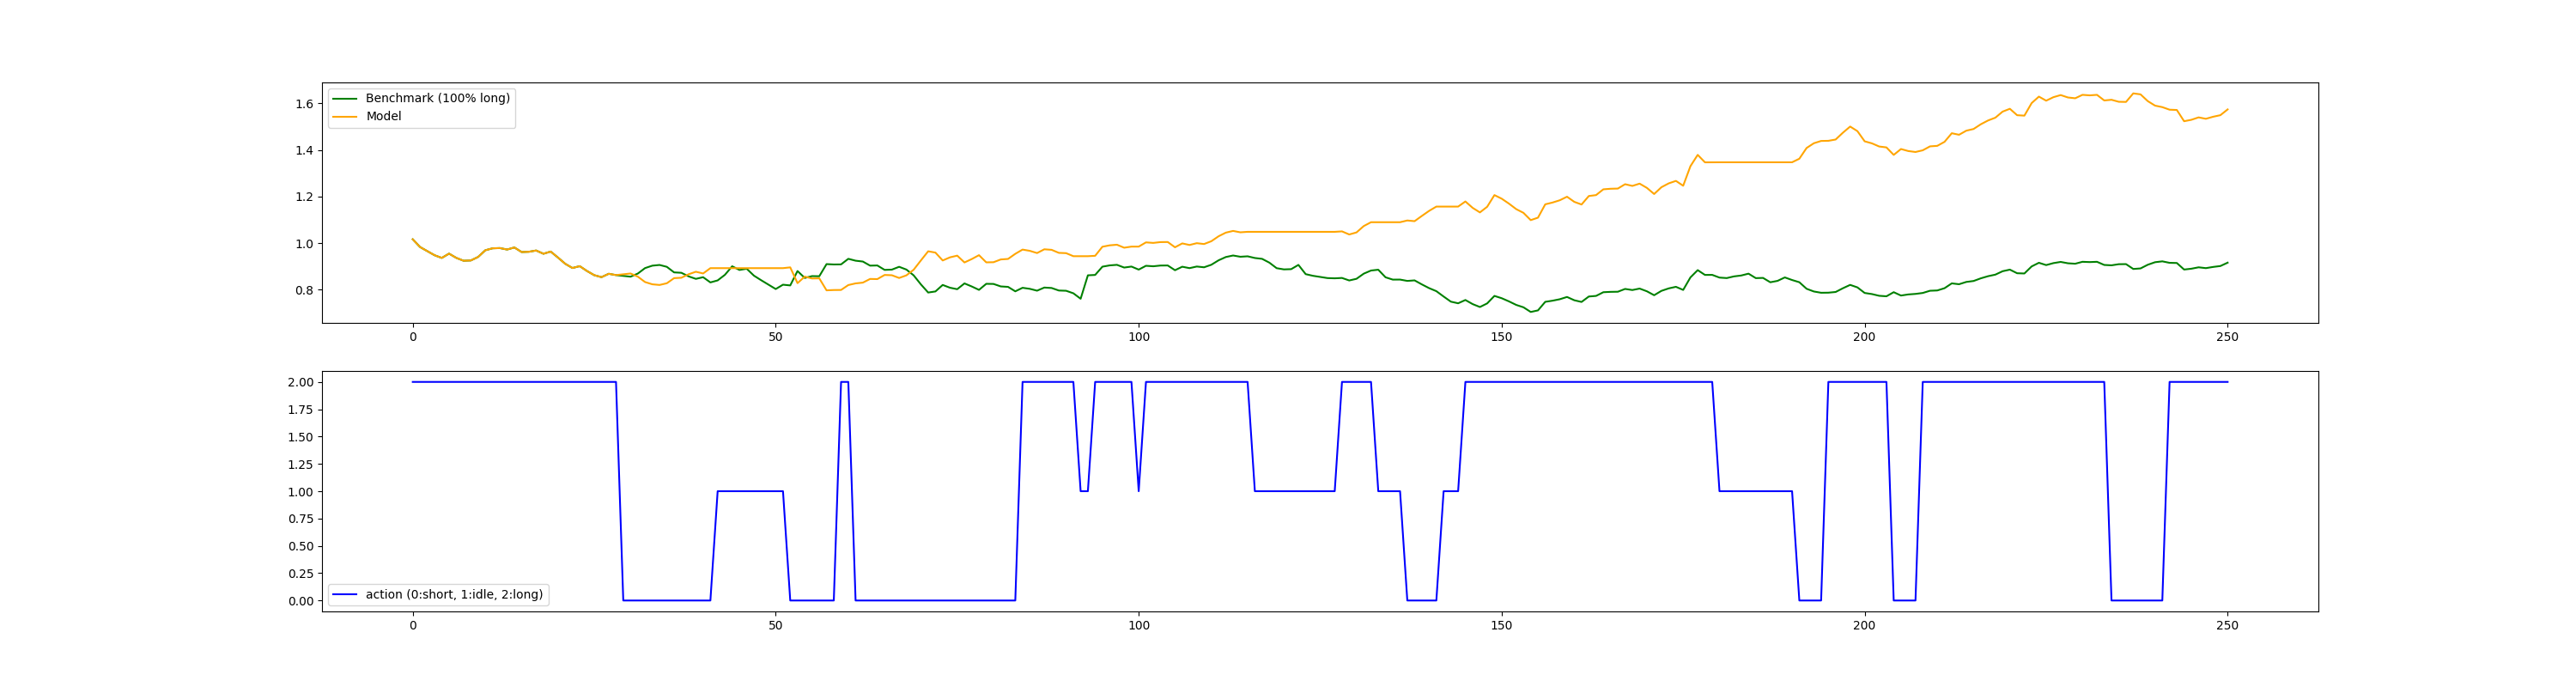 Benchmark (100% long)
Model
1.6
1.4
1.2
1.0
0.8
0 50 100 150 200 250
2.00
1.75
1.50
1.25
1.00
0.75
0.50
0.25
0.00
action (0:short, 1:idle, 2:long)
0 50 100 150 200 250